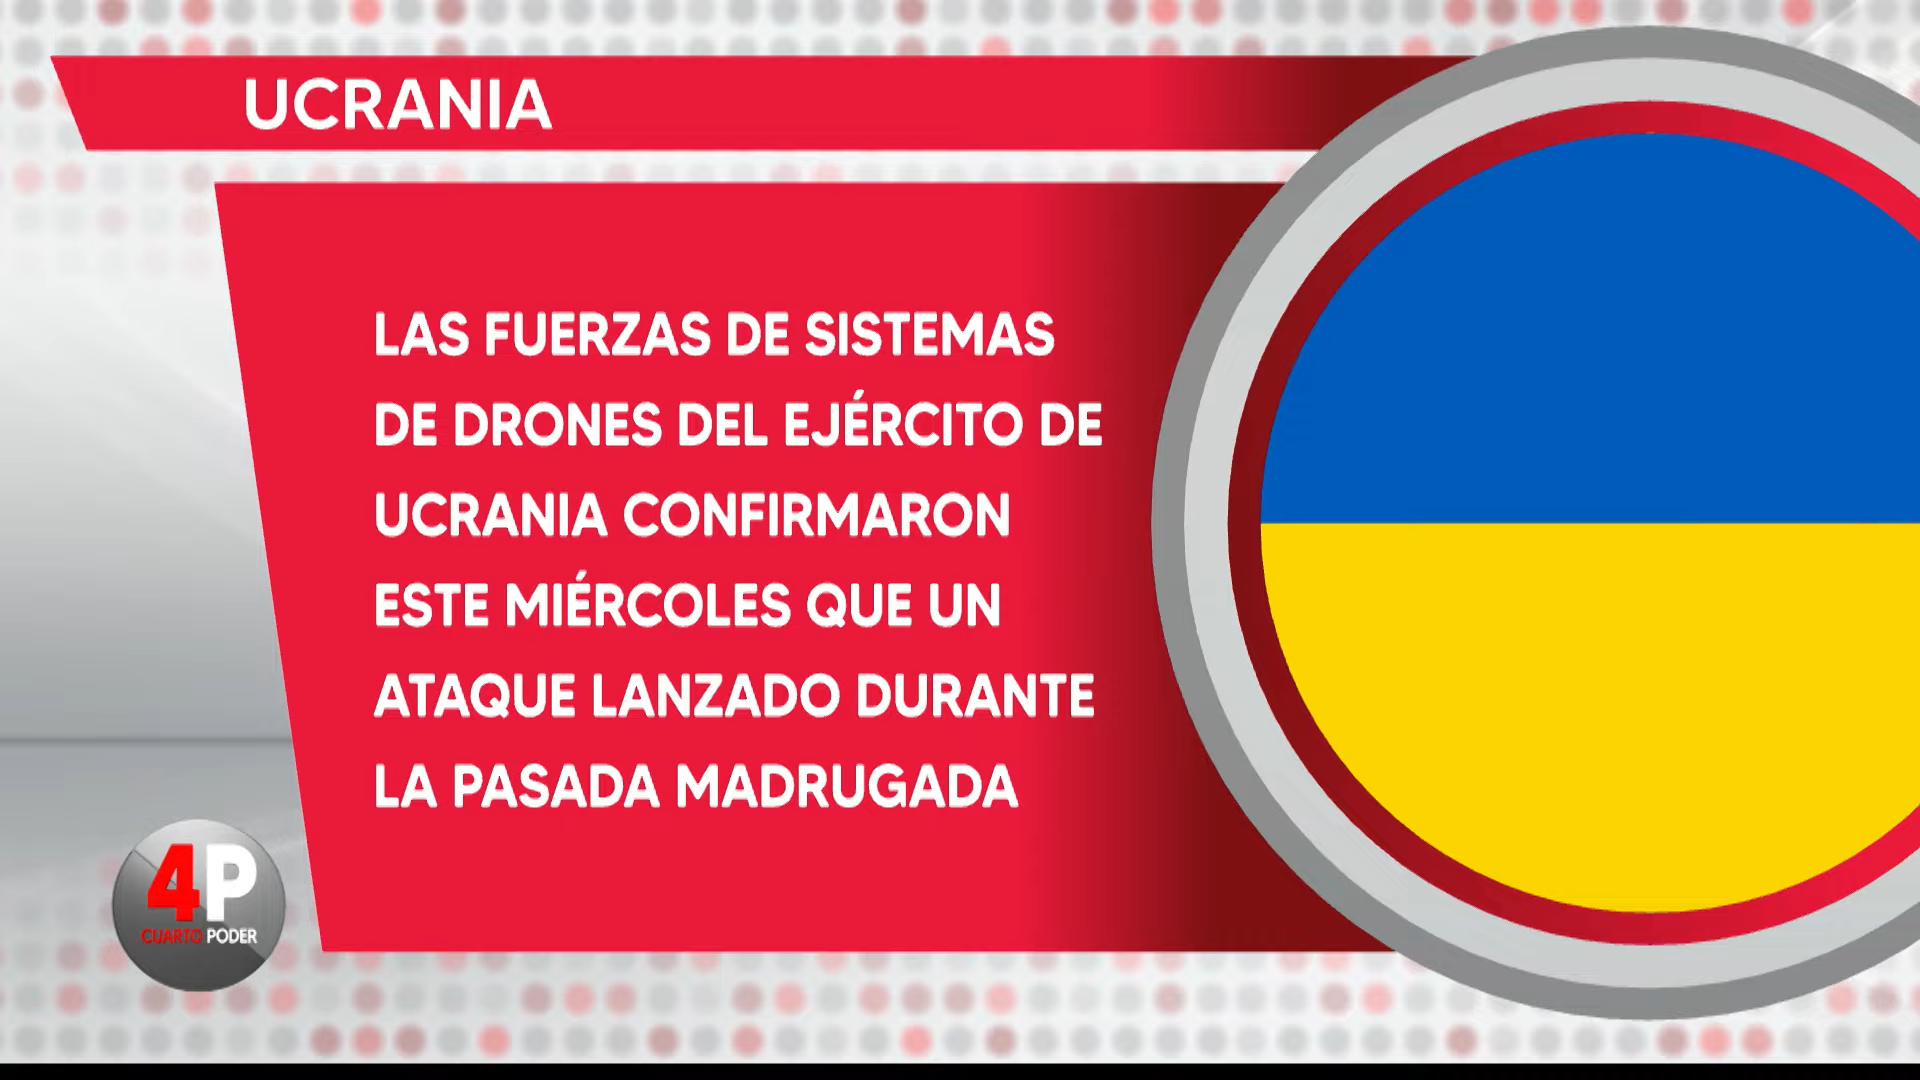 UCRANIA
LAS FUERZAS DE SISTEMAS
DE DRONES DEL EJÉRCITO DE
UCRANIA CONFIRMARON
ESTE MIÉRCOLES QUE UN
ATAQUE LANZADO DURANTE
LA PASADA MADRUGADA
4P
CUARTO PODER